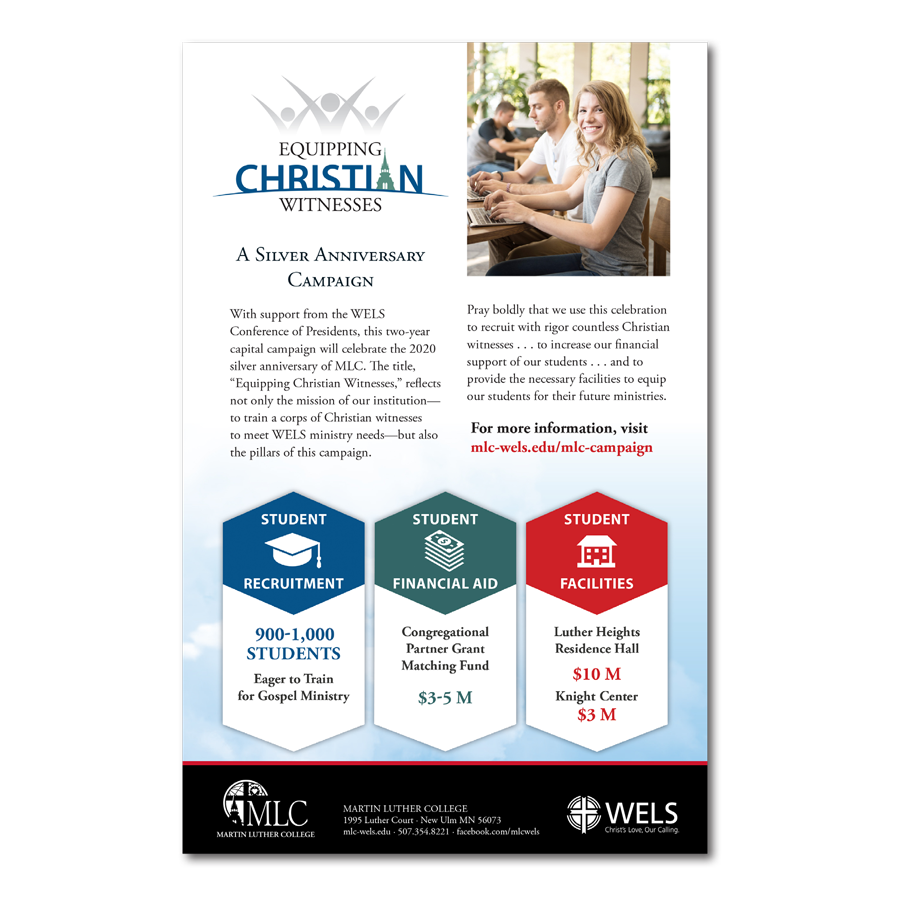 EQUIPPING
CHRISTIAN
WITNESSES
A Silver Anniversary
Campaign
With support from the WELS
Conference of Presidents, this two-year
capital campaign will celebrate the 2020
silver anniversary of MLC. The title,
“Equipping Christian Witnesses,” reflects
not only the mission of our institution—
to train a corps of Christian witnesses
to meet WELS ministry needs—but also
the pillars of this campaign.
Pray boldly that we use this celebration
to recruit with rigor countless Christian
witnesses . . . to increase our financial
support of our students . . . and to
provide the necessary facilities to equip
our students for their future ministries.
For more information, visit
mlc-wels.edu/mlc-campaign
STUDENT
RECRUITMENT
900-1,000
STUDENTS
Eager to Train
for Gospel Ministry
STUDENT
FINANCIAL AID
Congregational
Partner Grant
Matching Fund
$3-5 M
STUDENT
FACILITIES
Luther Heights
Residence Hall
$10 M
Knight Center
$3 M
MLC
MARTIN LUTHER COLLEGE
MARTIN LUTHER COLLEGE
1995 Luther Court · New Ulm MN 56073
mlc-wels.edu · 507.354.8221 · facebook.com/mlcwels
WELS
Christ's Love, Our Calling.